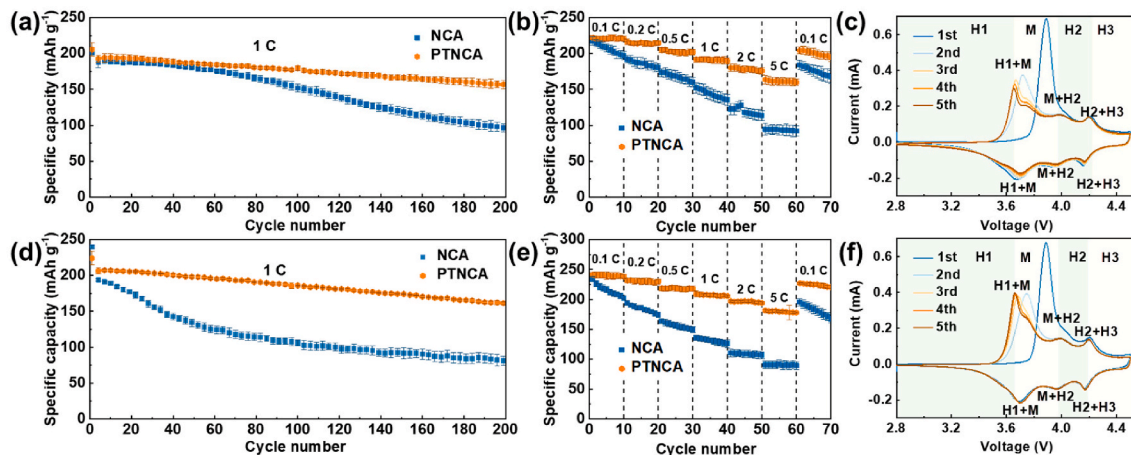 (a)
Specific capacity (mAh g⁻¹)
250
200
150
100
50
0
1 C
NCA
PTNCA
0 20 40 60 80 100 120 140 160 180 200
Cycle number
(b)
Specific capacity (mAh g⁻¹)
250
200
150
100
50
0
0.1 C 0.2 C 0.5 C 1 C 2 C 5 C 0.1 C
NCA
PTNCA
0 10 20 30 40 50 60 70
Cycle number
(c)
Current (mA)
0.6
0.4
0.2
0.0
-0.2
1st
2nd
3rd
4th
5th
H1 M H2 H3
H1+M
M+H2
H2+H3
H1+M
M+H2
H2+H3
2.8 3.2 3.6 4.0 4.4
Voltage (V)
(d)
Specific capacity (mAh g⁻¹)
250
200
150
100
50
0
1 C
NCA
PTNCA
0 20 40 60 80 100 120 140 160 180 200
Cycle number
(e)
Specific capacity (mAh g⁻¹)
300
250
200
150
100
50
0
0.1 C 0.2 C 0.5 C 1 C 2 C 5 C 0.1 C
NCA
PTNCA
0 10 20 30 40 50 60 70
Cycle number
(f)
Current (mA)
0.6
0.4
0.2
0.0
-0.2
1st
2nd
3rd
4th
5th
H1 M H2 H3
H1+M
M+H2
H2+H3
H1+M
M+H2
H2+H3
2.8 3.2 3.6 4.0 4.4
Voltage (V)